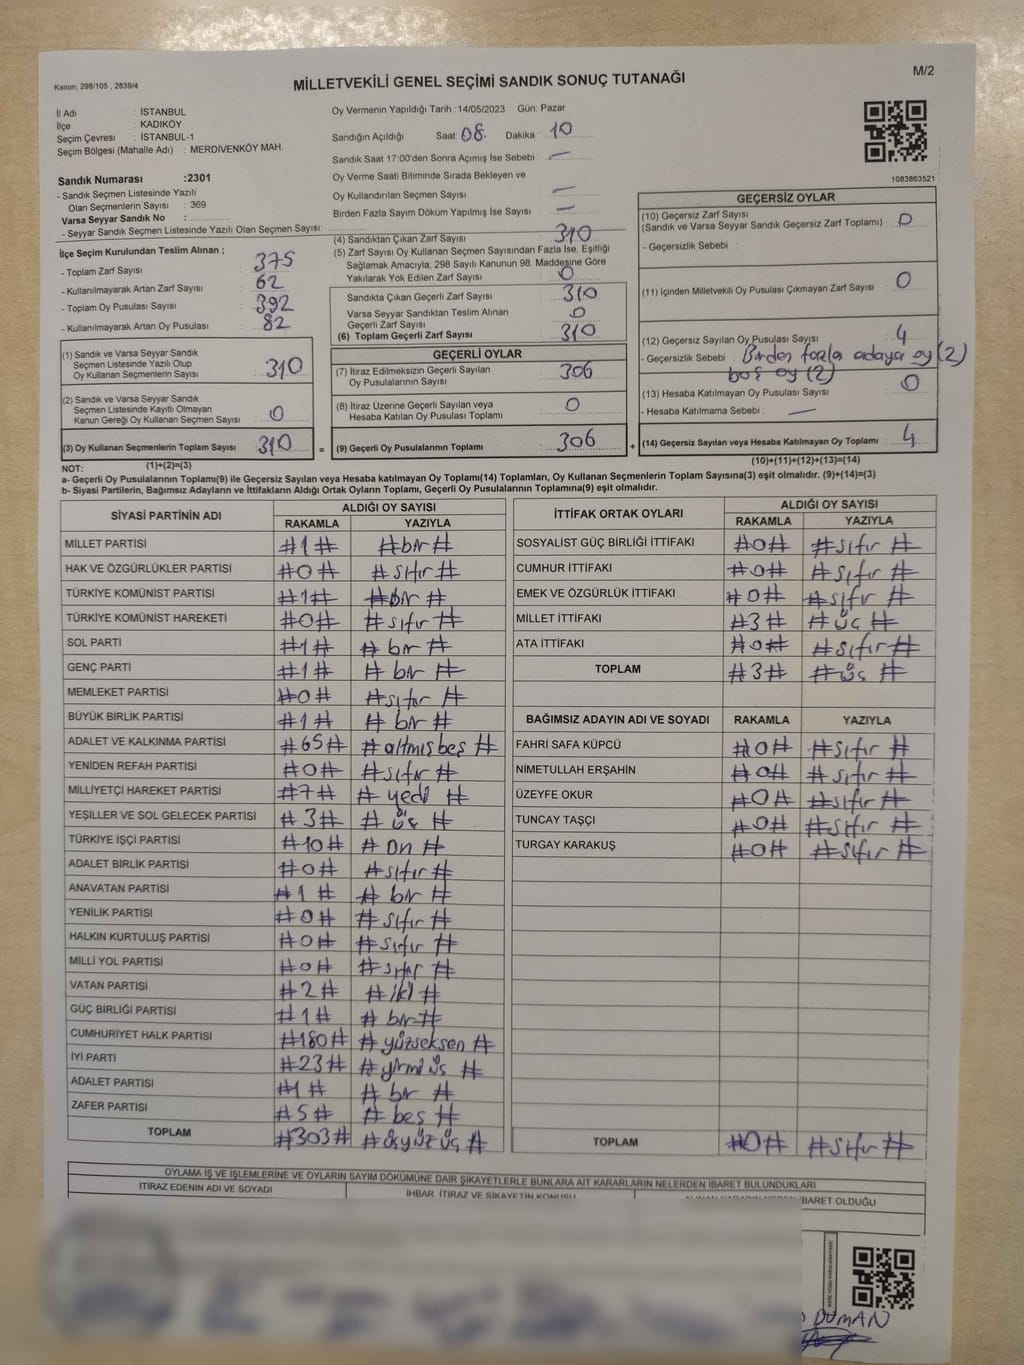 Kanun; 298/105 , 2839/4
MİLLETVEKİLİ GENEL SEÇİMİ SANDIK SONUÇ TUTANAĞI
M/2
İl Adı : İSTANBUL
İlçe : KADIKÖY
Seçim Çevresi : İSTANBUL-1
Seçim Bölgesi (Mahalle Adı) : MERDİVENKÖY MAH.
Sandık Numarası :2301
- Sandık Seçmen Listesinde Yazılı
Olan Seçmenlerin Sayısı : 369
Varsa Seyyar Sandık No :
- Seyyar Sandık Seçmen Listesinde Yazılı Olan Seçmen Sayısı:
Oy Vermenin Yapıldığı Tarih :14/05/2023 Gün: Pazar
Sandığın Açıldığı Saat: 08 Dakika : 10
Sandık Saat 17:00'den Sonra Açımış İse Sebebi : —
Oy Verme Saati Bitiminde Sırada Bekleyen ve
Oy Kullandırılan Seçmen Sayısı : —
Birden Fazla Sayım Döküm Yapılmış İse Sayısı : —
1083863521
İlçe Seçim Kurulundan Teslim Alınan ;
- Toplam Zarf Sayısı : 375
- Kullanılmayarak Artan Zarf Sayısı : 62
- Toplam Oy Pusulası Sayısı : 392
- Kullanılmayarak Artan Oy Pusulası : 82
(1) Sandık ve Varsa Seyyar Sandık
Seçmen Listesinde Yazılı Olup
Oy Kullanan Seçmenlerin Sayısı : 310
(2) Sandık ve Varsa Seyyar Sandık
Seçmen Listesinde Kayıtlı Olmayan
Kanun Gereği Oy Kullanan Seçmen Sayısı : 0
(3) Oy Kullanan Seçmenlerin Toplam Sayısı : 310 =
(4) Sandıktan Çıkan Zarf Sayısı : 310
(5) Zarf Sayısı Oy Kullanan Seçmen Sayısından Fazla İse, Eşitliği
Sağlamak Amacıyla; 298 Sayılı Kanunun 98. Maddesine Göre
Yakılarak Yok Edilen Zarf Sayısı : 0
Sandıkta Çıkan Geçerli Zarf Sayısı : 310
Varsa Seyyar Sandıktan Teslim Alınan
Geçerli Zarf Sayısı : 0
(6) Toplam Geçerli Zarf Sayısı : 310
GEÇERLİ OYLAR
(7) İtiraz Edilmeksizin Geçerli Sayılan
Oy Pusulalarının Sayısı : 306
(8) İtiraz Üzerine Geçerli Sayılan veya
Hesaba Katılan Oy Pusulası Toplamı : 0
(9) Geçerli Oy Pusulalarının Toplamı : 306 +
GEÇERSİZ OYLAR
(10) Geçersiz Zarf Sayısı
(Sandık ve Varsa Seyyar Sandık Geçersiz Zarf Toplamı) : 0
- Geçersizlik Sebebi :
(11) İçinden Milletvekili Oy Pusulası Çıkmayan Zarf Sayısı : 0
(12) Geçersiz Sayılan Oy Pusulası Sayısı : 4
- Geçersizlik Sebebi : Birden fazla adaya oy (2)
boş oy (2)
(13) Hesaba Katılmayan Oy Pusulası Sayısı : 0
- Hesaba Katılmama Sebebi : —
(14) Geçersiz Sayılan veya Hesaba Katılmayan Oy Toplamı : 4
NOT: (1)+(2)=(3)
(10)+(11)+(12)+(13)=(14)
a- Geçerli Oy Pusulalarının Toplamı(9) ile Geçersiz Sayılan veya Hesaba katılmayan Oy Toplamı(14) Toplamları, Oy Kullanan Seçmenlerin Toplam Sayısına(3) eşit olmalıdır. (9)+(14)=(3)
b- Siyasi Partilerin, Bağımsız Adayların ve İttifakların Aldığı Ortak Oyların Toplamı, Geçerli Oy Pusulalarının Toplamına(9) eşit olmalıdır.
SİYASİ PARTİNİN ADI ALDIĞI OY SAYISI
RAKAMLA YAZIYLA
MİLLET PARTİSİ #1# #bir#
HAK VE ÖZGÜRLÜKLER PARTİSİ #0# #sıfır#
TÜRKİYE KOMÜNİST PARTİSİ #1# #bir#
TÜRKİYE KOMÜNİST HAREKETİ #0# #sıfır#
SOL PARTİ #1# #bir#
GENÇ PARTİ #1# #bir#
MEMLEKET PARTİSİ #0# #sıfır#
BÜYÜK BİRLİK PARTİSİ #1# #bir#
ADALET VE KALKINMA PARTİSİ #65# #altmışbeş#
YENİDEN REFAH PARTİSİ #0# #sıfır#
MİLLİYETÇİ HAREKET PARTİSİ #7# #yedi#
YEŞİLLER VE SOL GELECEK PARTİSİ #3# #üç#
TÜRKİYE İŞÇİ PARTİSİ #10# #on#
ADALET BİRLİK PARTİSİ #0# #sıfır#
ANAVATAN PARTİSİ #1# #bir#
YENİLİK PARTİSİ #0# #sıfır#
HALKIN KURTULUŞ PARTİSİ #0# #sıfır#
MİLLİ YOL PARTİSİ #0# #sıfır#
VATAN PARTİSİ #2# #iki#
GÜÇ BİRLİĞİ PARTİSİ #1# #bir#
CUMHURİYET HALK PARTİSİ #180# #yüzseksen#
İYİ PARTİ #23# #yirmiüç#
ADALET PARTİSİ #1# #bir#
ZAFER PARTİSİ #5# #beş#
TOPLAM #303# #üçyüzüç#
İTTİFAK ORTAK OYLARI ALDIĞI OY SAYISI
RAKAMLA YAZIYLA
SOSYALİST GÜÇ BİRLİĞİ İTTİFAKI #0# #sıfır#
CUMHUR İTTİFAKI #0# #sıfır#
EMEK VE ÖZGÜRLÜK İTTİFAKI #0# #sıfır#
MİLLET İTTİFAKI #3# #üç#
ATA İTTİFAKI #0# #sıfır#
TOPLAM #3# #üç#
BAĞIMSIZ ADAYIN ADI VE SOYADI RAKAMLA YAZIYLA
FAHRİ SAFA KÜPCÜ #0# #sıfır#
NİMETULLAH ERŞAHİN #0# #sıfır#
ÜZEYFE OKUR #0# #sıfır#
TUNCAY TAŞÇI #0# #sıfır#
TURGAY KARAKUŞ #0# #sıfır#
TOPLAM #0# #sıfır#
OYLAMA İŞ VE İŞLEMLERİNE VE OYLARIN SAYIM DÖKÜMÜNE DAİR ŞİKAYETLERLE BUNLARA AİT KARARLARIN NELERDEN İBARET BULUNDUKLARI
İTİRAZ EDENİN ADI VE SOYADI İHBAR, İTİRAZ VE ŞİKAYETİN KONUSU İBARET OLDUĞU
DUMAN